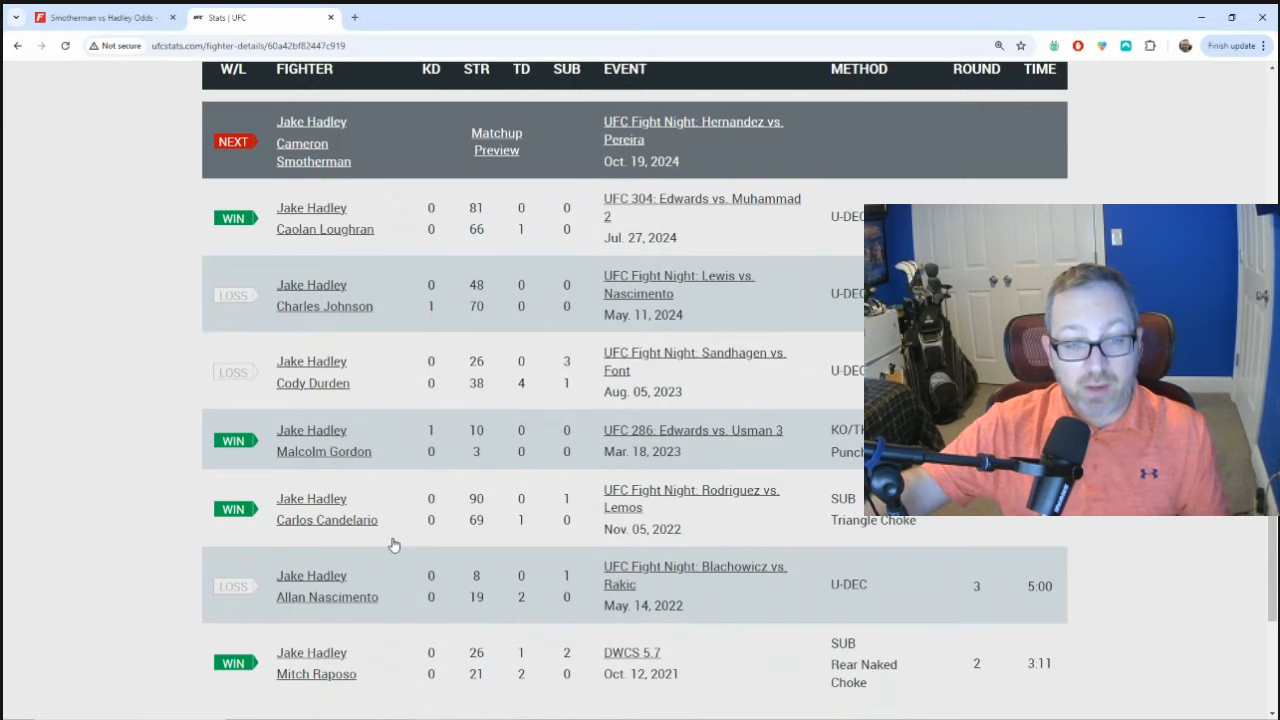 Smotherman vs Hadley Odds -
Stats | UFC
Not secure
ufcstats.com/fighter-details/60a42bf82447c919
Finish update
W/L FIGHTER KD STR TD SUB EVENT METHOD ROUND TIME
NEXT
Jake Hadley
Cameron
Smotherman
Matchup
Preview
UFC Fight Night: Hernandez vs.
Pereira
Oct. 19, 2024
WIN
Jake Hadley 0 81 0 0
Caolan Loughran 0 66 1 0
UFC 304: Edwards vs. Muhammad
2
Jul. 27, 2024
U-DEC
LOSS
Jake Hadley 0 48 0 0
Charles Johnson 1 70 0 0
UFC Fight Night: Lewis vs.
Nascimento
May. 11, 2024
U-DEC
LOSS
Jake Hadley 0 26 0 3
Cody Durden 0 38 4 1
UFC Fight Night: Sandhagen vs.
Font
Aug. 05, 2023
U-DEC
WIN
Jake Hadley 1 10 0 0
Malcolm Gordon 0 3 0 0
UFC 286: Edwards vs. Usman 3
Mar. 18, 2023
KO/T
Punch
WIN
Jake Hadley 0 90 0 1
Carlos Candelario 0 69 1 0
UFC Fight Night: Rodriguez vs.
Lemos
Nov. 05, 2022
SUB
Triangle Choke
LOSS
Jake Hadley 0 8 0 1
Allan Nascimento 0 19 2 0
UFC Fight Night: Blachowicz vs.
Rakic
May. 14, 2022
U-DEC
3 5:00
WIN
Jake Hadley 0 26 1 2
Mitch Raposo 0 21 2 0
DWCS 5.7
Oct. 12, 2021
SUB
Rear Naked
Choke
2 3:11